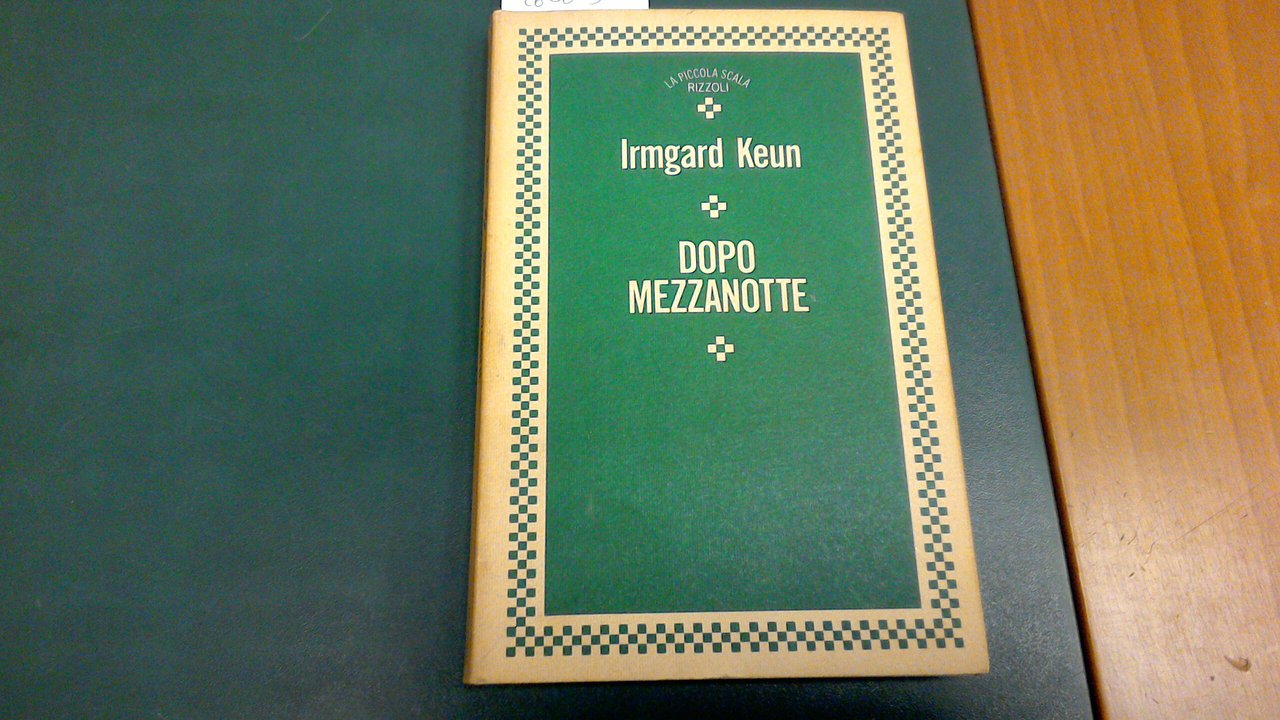 LA PICCOLA SCALA
RIZZOLI
Irmgard Keun
DOPO
MEZZANOTTE